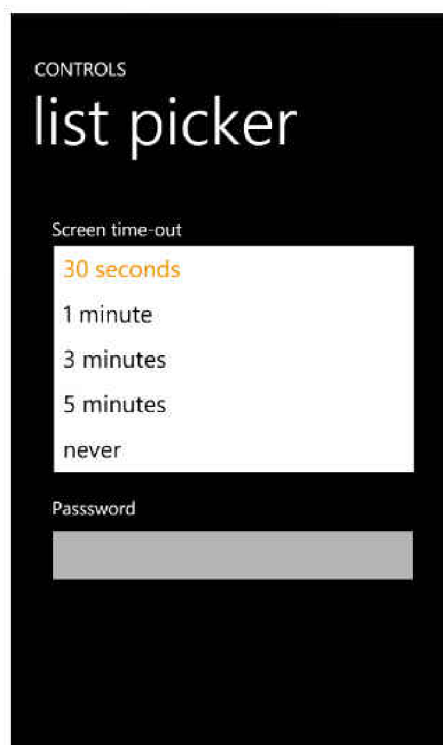 CONTROLS
list picker
Screen time-out
30 seconds
1 minute
3 minutes
5 minutes
never
Passsword